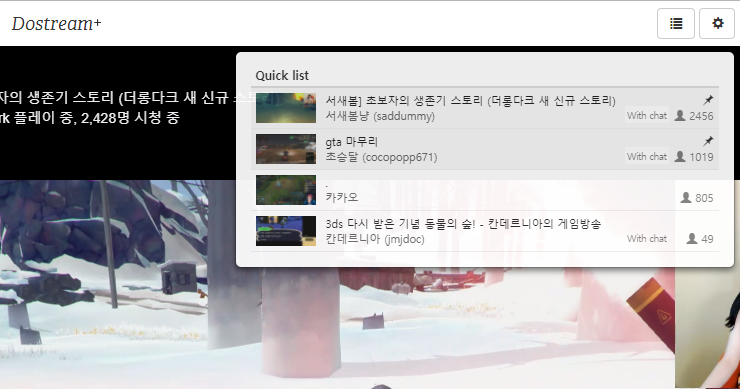 Dostream+
Quick list
자의 생존기 스토리 (더롱다크 새 신규 스토
rk 플레이 중, 2,428명 시청 중
서새봄] 초보자의 생존기 스토리 (더롱다크 새 신규 스토리)
서새봄냥 (saddummy) With chat 2456
gta 마무리
초승달 (cocopopp671) With chat 1019
.
카카오 805
3ds 다시 받은 기념 동물의 숲! - 칸데르니아의 게임방송
칸데르니아 (jmjdoc) With chat 49